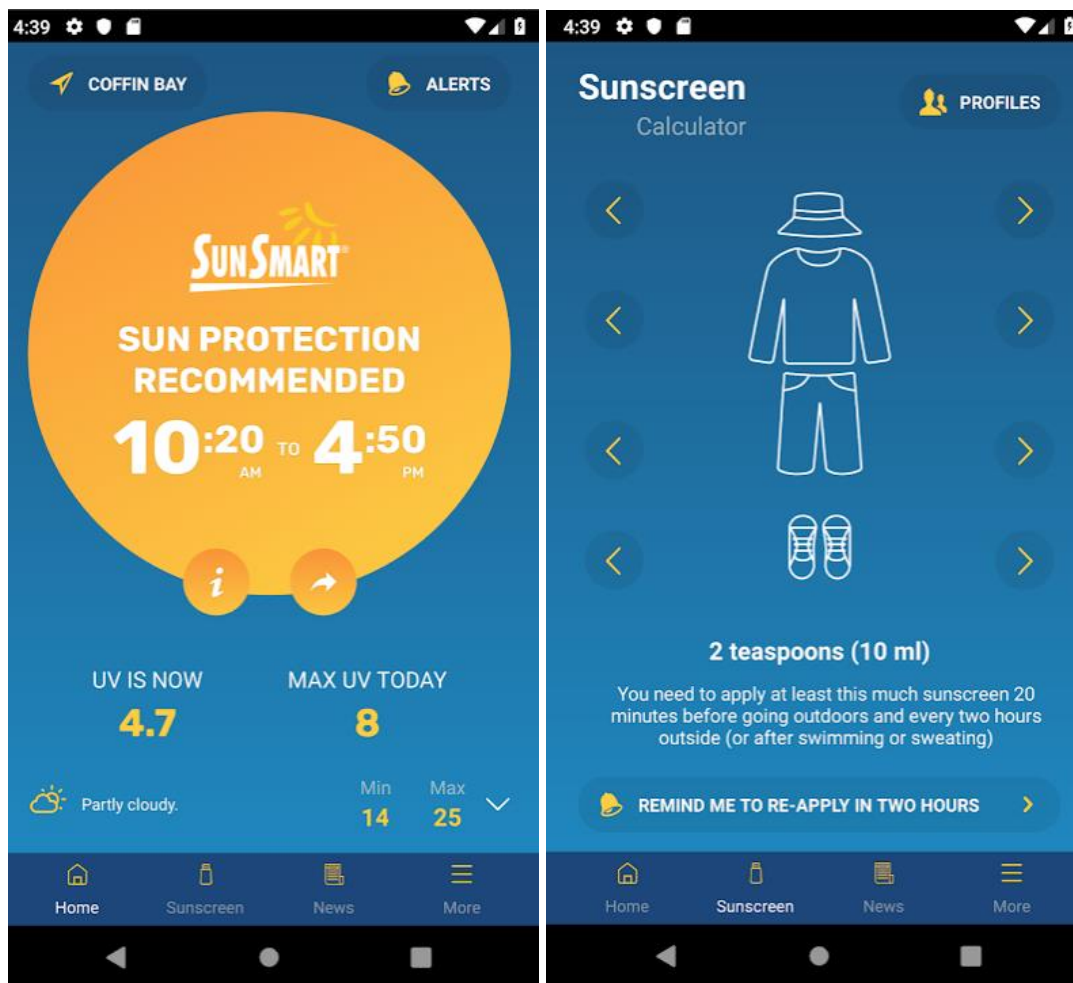 4:39
COFFIN BAY
ALERTS
SUNSMART®
SUN PROTECTION
RECOMMENDED
10:20 AM TO 4:50 PM
i
UV IS NOW
MAX UV TODAY
4.7
8
Partly cloudy.
Min
Max
14
25
Home
Sunscreen
News
More
4:39
Sunscreen
Calculator
PROFILES
2 teaspoons (10 ml)
You need to apply at least this much sunscreen 20
minutes before going outdoors and every two hours
outside (or after swimming or sweating)
REMIND ME TO RE-APPLY IN TWO HOURS
Home
Sunscreen
News
More